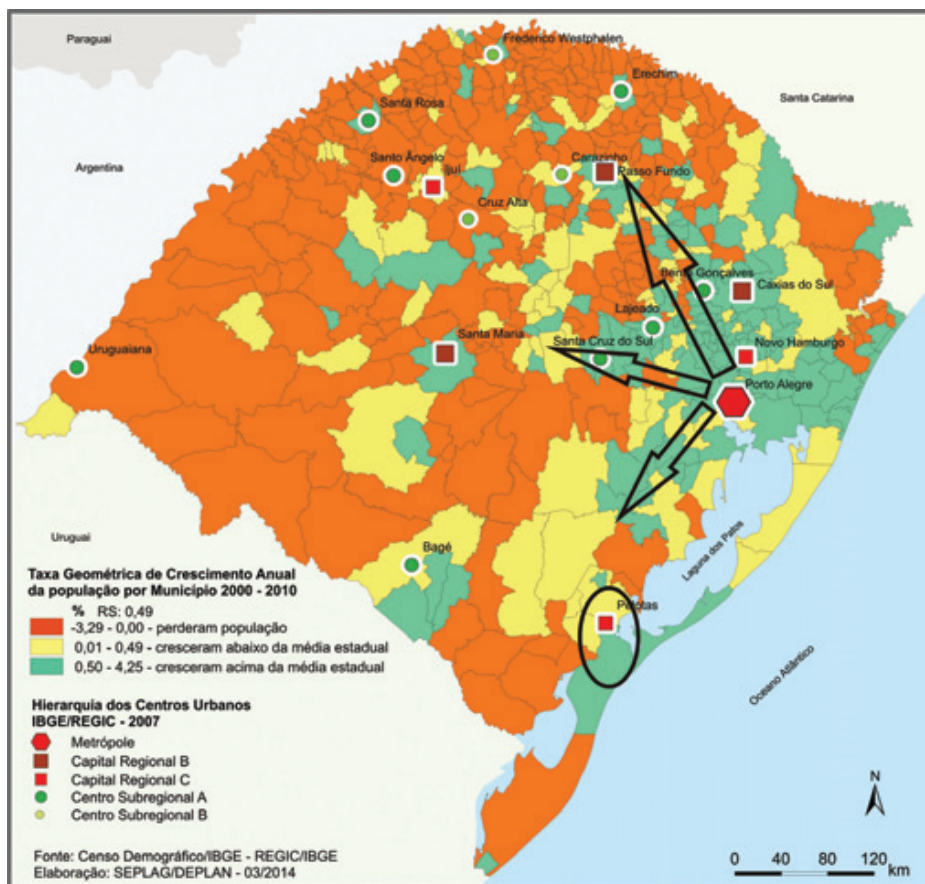 Paraguai
Frederico Westphalen
Erechim
Santa Catarina
Santa Rosa
Argentina
Santo Ângelo
Ijuí
Carazinho
Passo Fundo
Cruz Alta
Bento Gonçalves
Caxias do Sul
Lajeado
Santa Maria
Santa Cruz do Sul
Novo Hamburgo
Uruguaiana
Porto Alegre
Uruguai
Bagé
Laguna dos Patos
Pelotas
Oceano Atlântico
Taxa Geométrica de Crescimento Anual
da população por Município 2000 - 2010
% RS: 0,49
-3,29 - 0,00 - perderam população
0,01 - 0,49 - cresceram abaixo da média estadual
0,50 - 4,25 - cresceram acima da média estadual
Hierarquia dos Centros Urbanos
IBGE/REGIC - 2007
Metrópole
Capital Regional B
Capital Regional C
Centro Subregional A
Centro Subregional B
Fonte: Censo Demográfico/IBGE - REGIC/IBGE
Elaboração: SEPLAG/DEPLAN - 03/2014
N
0 40 80 120
km